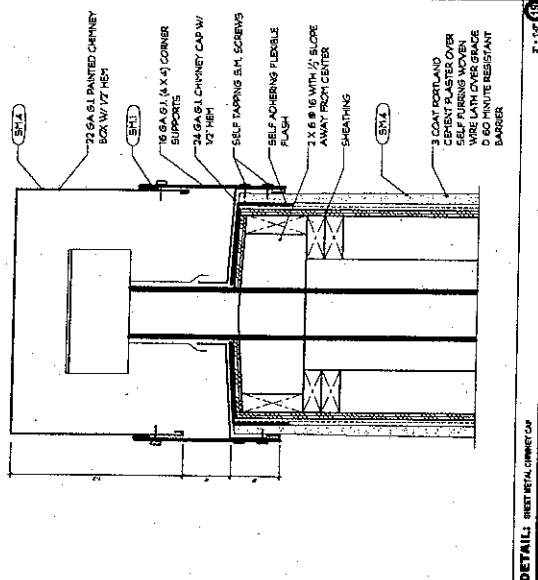 SM.4
22 GA G.I. PAINTED CHIMNEY
BOX W/ 1/2" HEM
SM.1
16 GA G.I. (4 X 4) CORNER
SUPPORTS
24 GA G.I. CHIMNEY CAP W/
1/2" HEM
SELF TAPPING S.M. SCREWS
SELF ADHERING FLEXIBLE
FLASH
2 X 6 @ 16 WITH 1/2" SLOPE
AWAY FROM CENTER
SHEATHING
SM.4
3 COAT PORTLAND
CEMENT PLASTER OVER
SELF FURRING WOVEN
WIRE LATH OVER GRADE
D 60 MINUTE RESISTANT
BARRIER
DETAIL: SHEET METAL CHIMNEY CAP